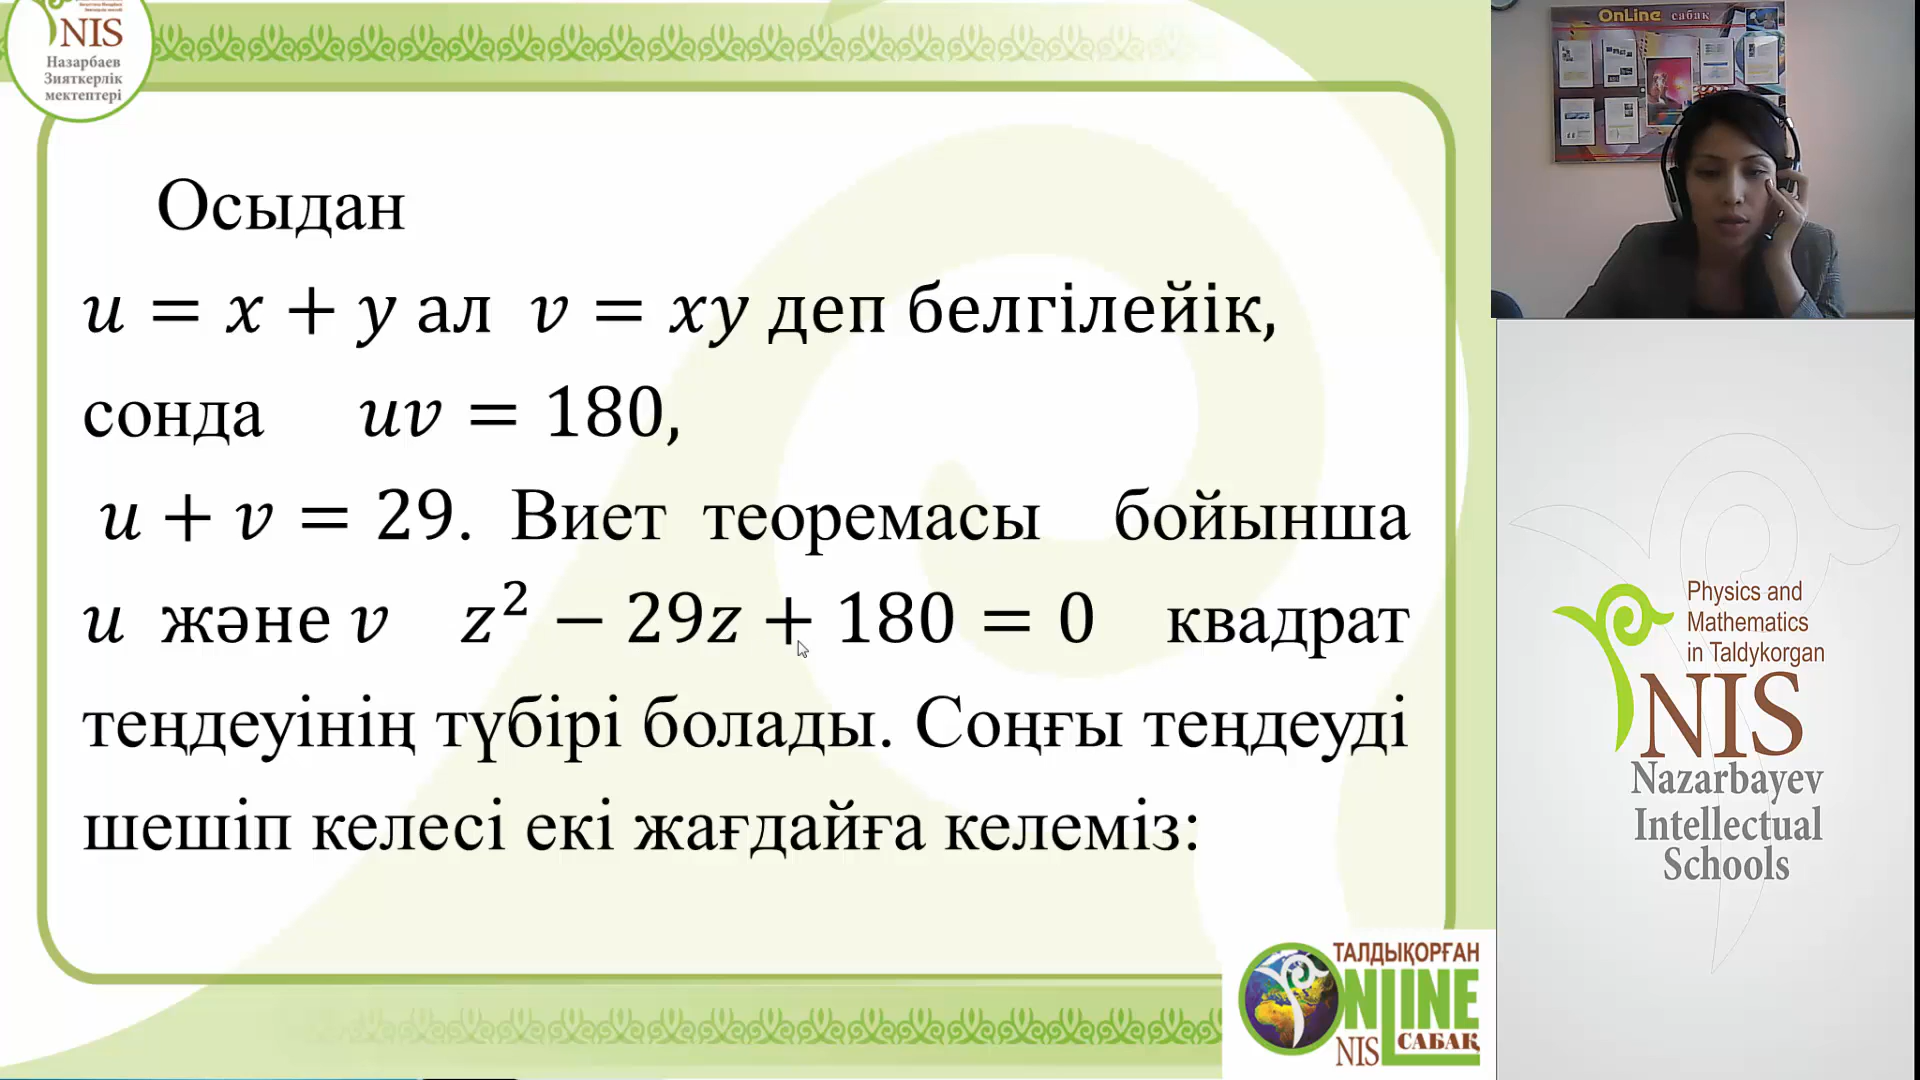 NIS
Назарбаев
Зияткерлік
мектептері
Осыдан
u = x + y ал v = xy деп белгілейік,
сонда uv = 180,
u + v = 29. Виет теоремасы бойынша
u және v z² − 29z + 180 = 0 квадрат
теңдеуінің түбірі болады. Соңғы теңдеуді
шешіп келесі екі жағдайға келеміз:
ТАЛДЫҚОРҒАН
ONLINE
NIS САБАҚ
OnLine сабақ
Physics and
Mathematics
in Taldykorgan
NIS
Nazarbayev
Intellectual
Schools